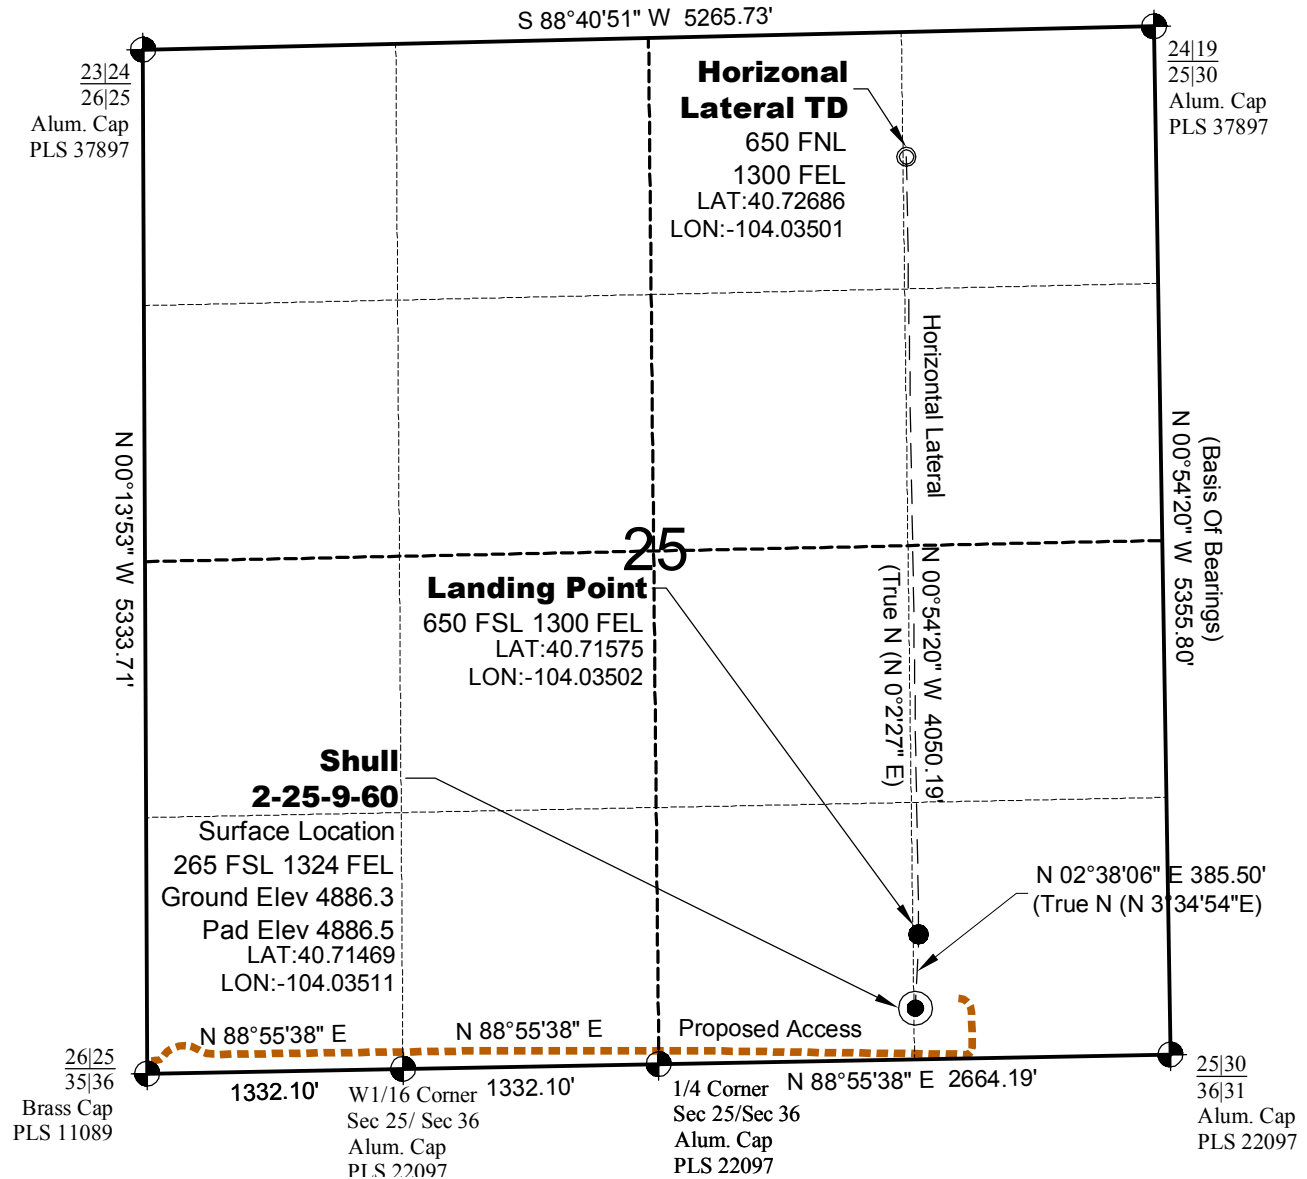 S 88°40'51" W 5265.73'
23|24
26|25
Alum. Cap
PLS 37897
24|19
25|30
Alum. Cap
PLS 37897
Horizonal
Lateral TD
650 FNL
1300 FEL
LAT:40.72686
LON:-104.03501
Horizontal Lateral
N 00°13'53" W 5333.71'
(Basis Of Bearings)
N 00°54'20" W 5355.80'
25
Landing Point
650 FSL 1300 FEL
LAT:40.71575
LON:-104.03502
N 00°54'20" W 4050.19'
(True N (N 0°2'27" E)
Shull
2-25-9-60
Surface Location
265 FSL 1324 FEL
Ground Elev 4886.3
Pad Elev 4886.5
LAT:40.71469
LON:-104.03511
N 02°38'06" E 385.50'
(True N (N 3°34'54"E)
N 88°55'38" E
N 88°55'38" E
Proposed Access
26|25
35|36
Brass Cap
PLS 11089
1332.10'
W1/16 Corner
Sec 25/ Sec 36
Alum. Cap
PLS 22097
1332.10'
1/4 Corner
Sec 25/Sec 36
Alum. Cap
PLS 22097
N 88°55'38" E 2664.19'
25|30
36|31
Alum. Cap
PLS 22097